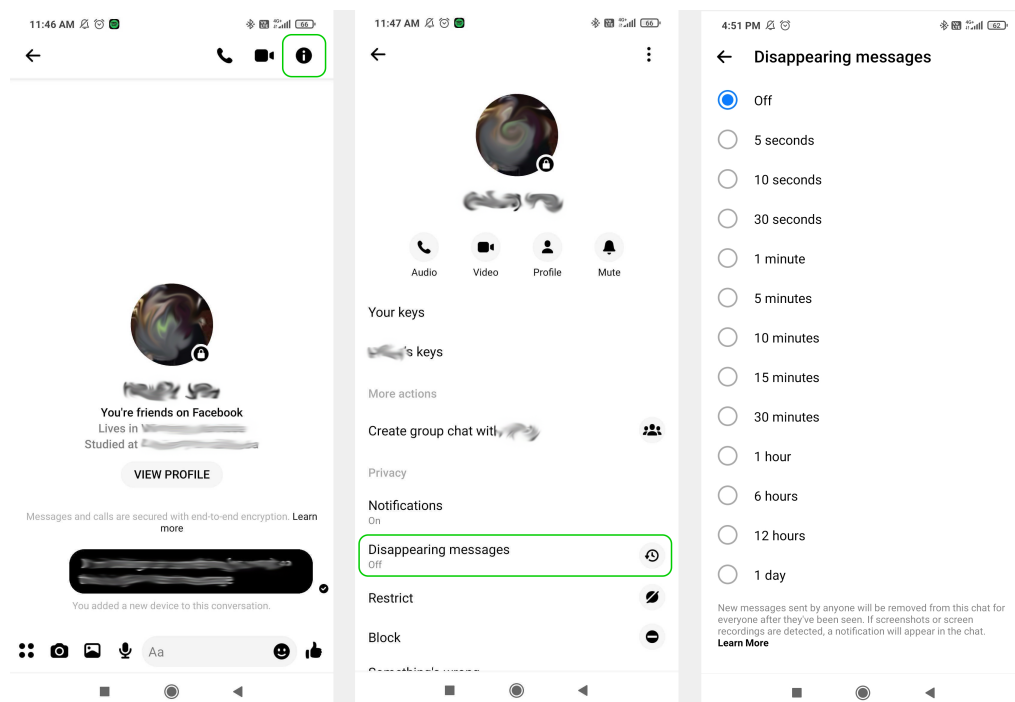 11:46 AM
66
You're friends on Facebook
Lives in
Studied at
VIEW PROFILE
Messages and calls are secured with end-to-end encryption. Learn
more
You added a new device to this conversation.
Aa
11:47 AM
66
Audio
Video
Profile
Mute
Your keys
's keys
More actions
Create group chat with
Privacy
Notifications
On
Disappearing messages
Off
Restrict
Block
Something's wrong
4:51 PM
62
Disappearing messages
Off
5 seconds
10 seconds
30 seconds
1 minute
5 minutes
10 minutes
15 minutes
30 minutes
1 hour
6 hours
12 hours
1 day
New messages sent by anyone will be removed from this chat for
everyone after they've been seen. If screenshots or screen
recordings are detected, a notification will appear in the chat.
Learn More